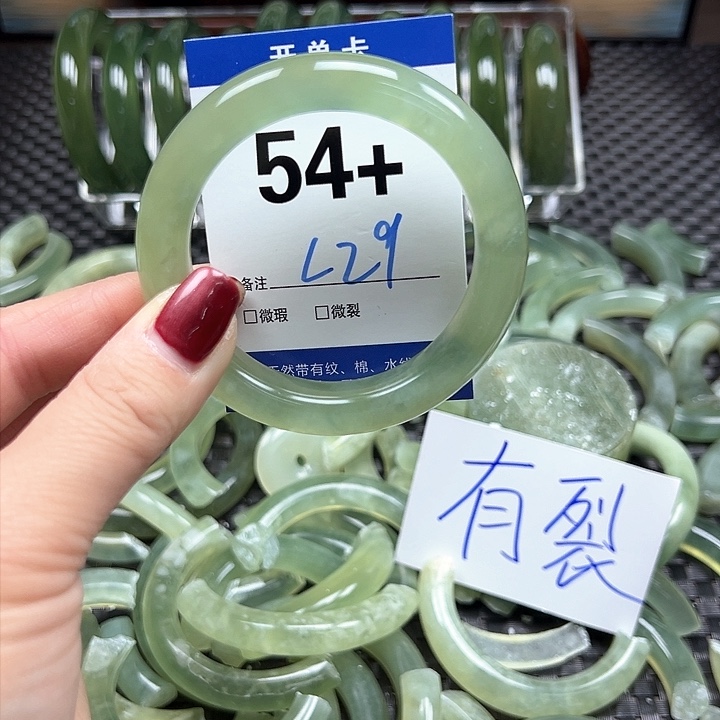 开单卡
54+
备注 L29
□微瑕 □微裂
天然带有纹、棉、水线
有裂